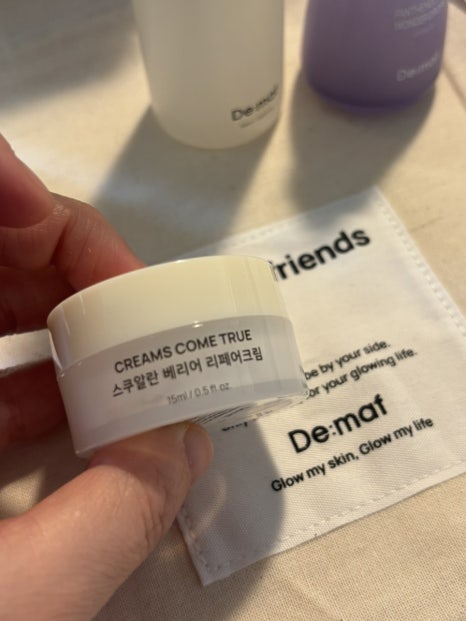 De:maf
De:maf
friends
be by your side.
or your glowing life.
De:maf
Glow my skin, Glow my life
CREAMS COME TRUE
스쿠알란 베리어 리페어크림
15ml / 0.5 fl. oz